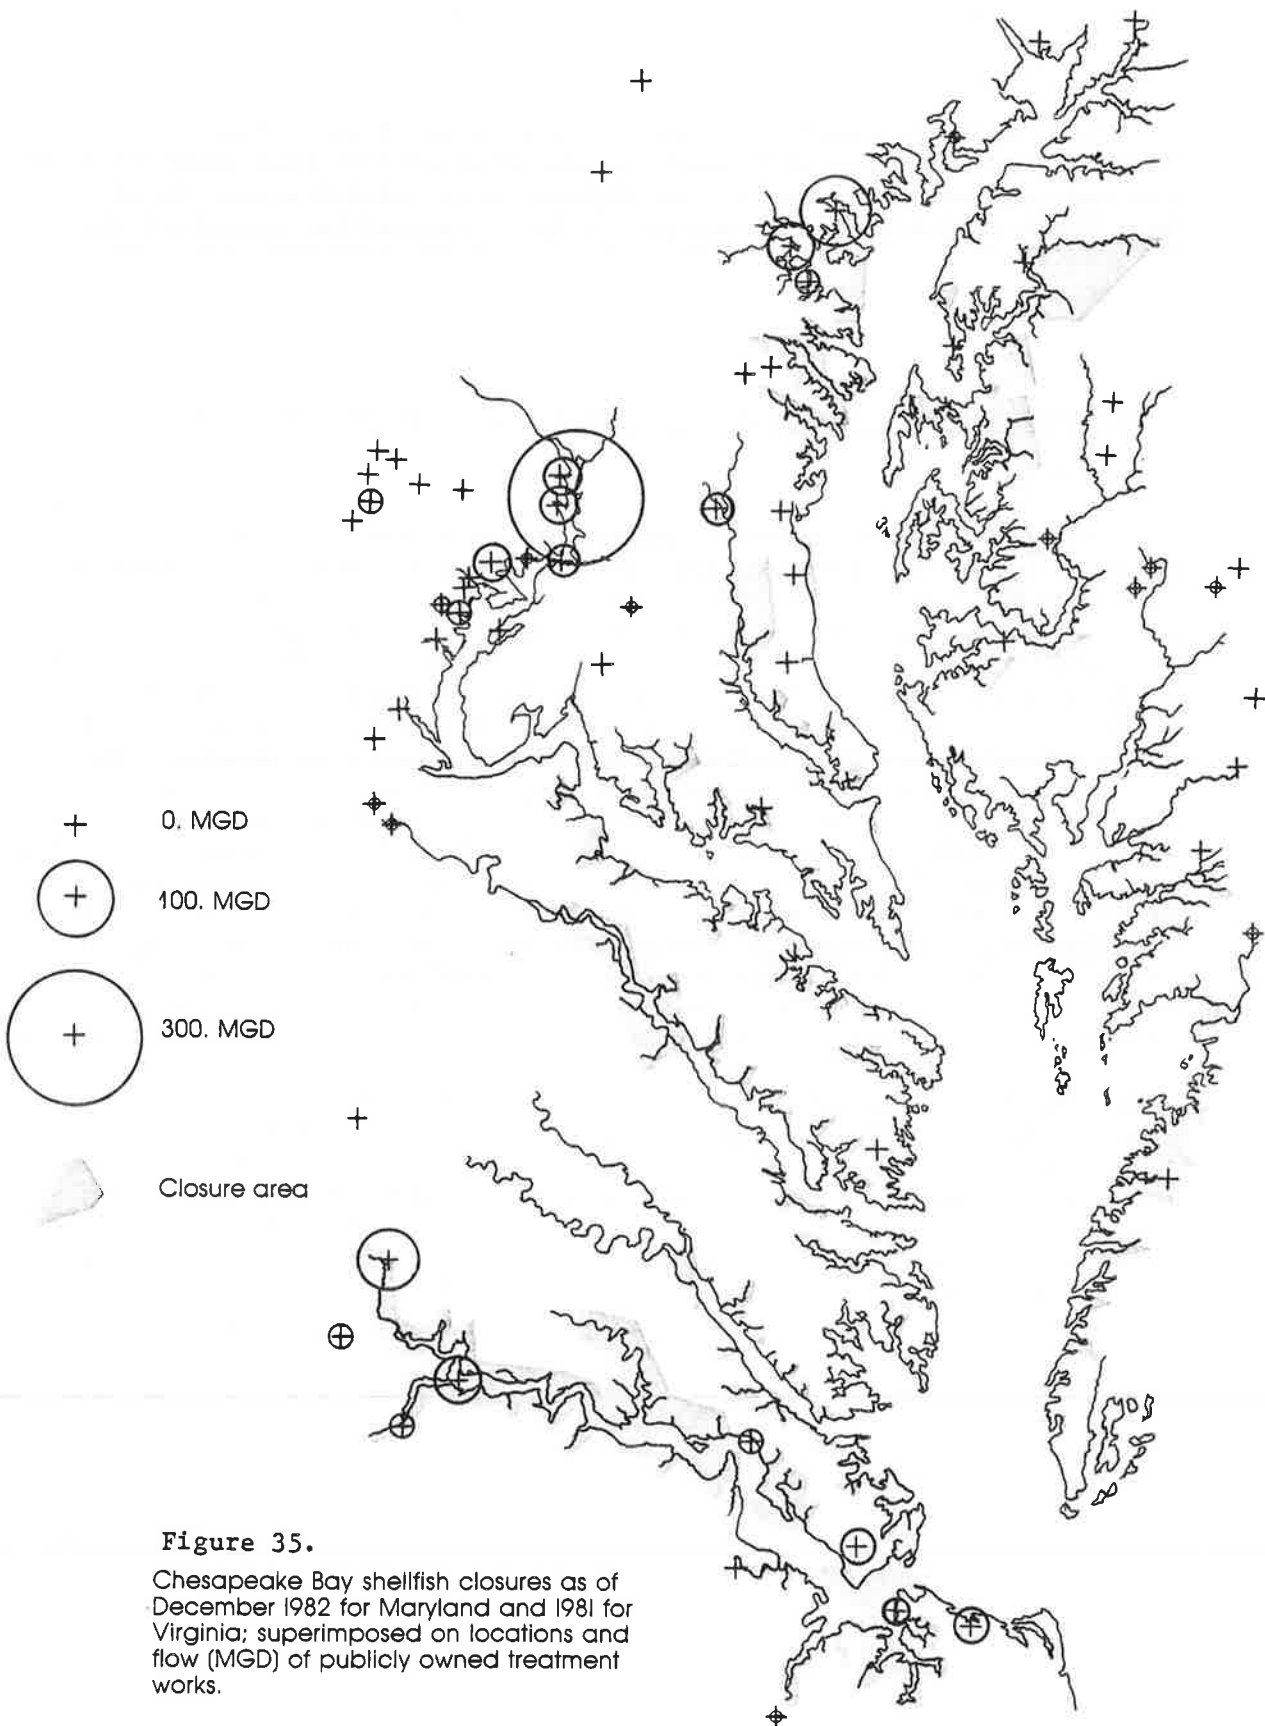 0. MGD
100. MGD
300. MGD
Closure area
Figure 35.
Chesapeake Bay shellfish closures as of
December 1982 for Maryland and 1981 for
Virginia; superimposed on locations and
flow (MGD) of publicly owned treatment
works.